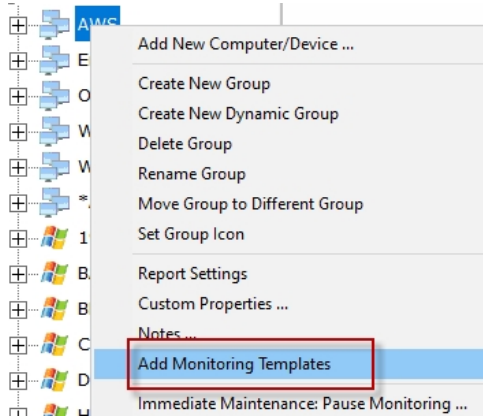 AWS
Add New Computer/Device ...
E
Create New Group
O
Create New Dynamic Group
W
Delete Group
W
Rename Group
*
Move Group to Different Group
1
Set Group Icon
B
Report Settings
B
Custom Properties ...
C
Notes ...
Add Monitoring Templates
D
H
Immediate Maintenance: Pause Monitoring ...